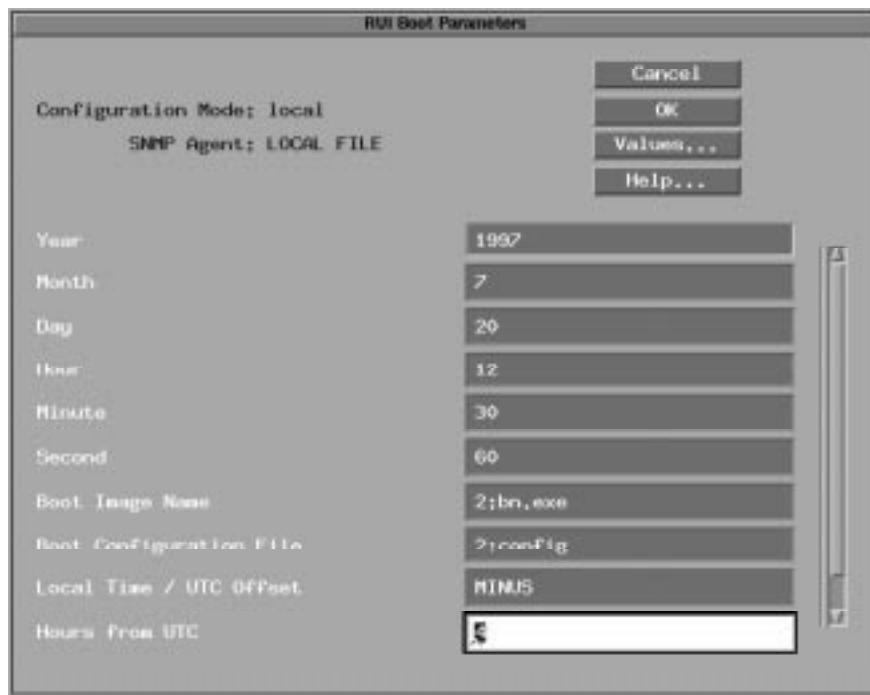 RUI Boot Parameters
Cancel
Configuration Mode: local
OK
SNMP Agent: LOCAL FILE
Values...
Help...
Year 1997
Month 7
Day 20
Hour 12
Minute 30
Second 60
Boot Image Name 2:bn.exe
Boot Configuration File 2:config
Local Time / UTC Offset MINUS
Hours from UTC